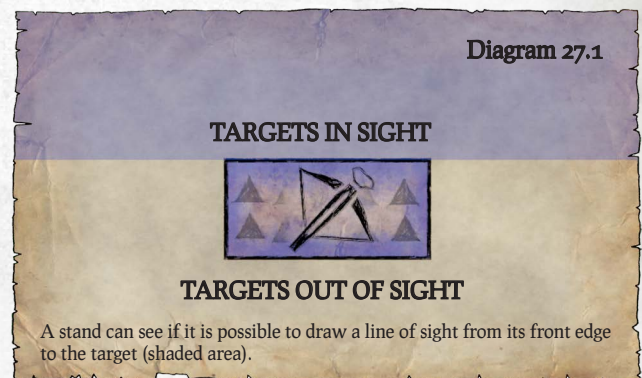 Diagram 27.1
TARGETS IN SIGHT
TARGETS OUT OF SIGHT
A stand can see if it is possible to draw a line of sight from its front edge
to the target (shaded area).